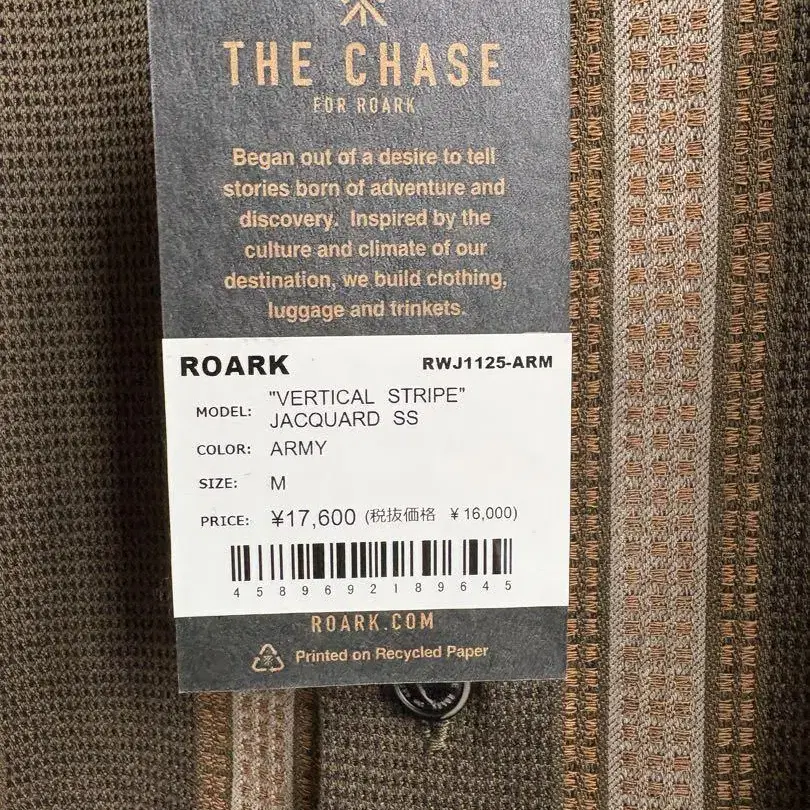 THE CHASE
FOR ROARK
Began out of a desire to tell
stories born of adventure and
discovery. Inspired by the
culture and climate of our
destination, we build clothing,
luggage and trinkets.
ROARK RWJ1125-ARM
MODEL: "VERTICAL STRIPE"
JACQUARD SS
COLOR: ARMY
SIZE: M
PRICE: ¥17,600 (税抜価格 ¥16,000)
4589692189645
ROARK.COM
Printed on Recycled Paper